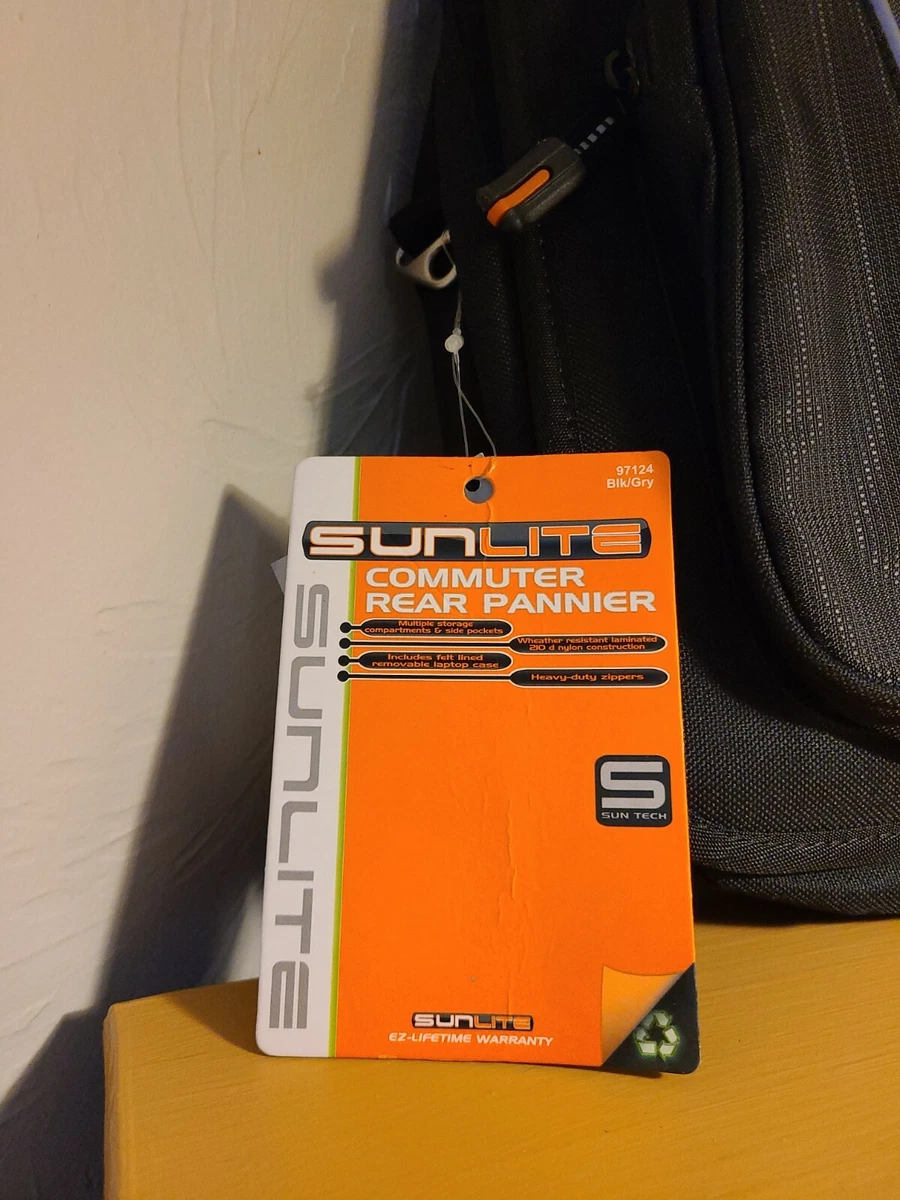 97124
Blk/Gry
SUNLITE
COMMUTER
REAR PANNIER
Multiple storage
compartments & side pockets
Wheather resistant laminated
210 d nylon construction
Includes felt lined
removable laptop case
Heavy-duty zippers
SUNLITE
S
SUN TECH
SUNLITE
EZ-LIFETIME WARRANTY